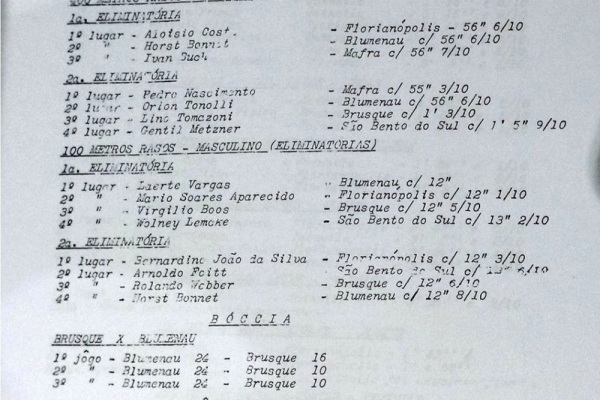 1a. ELIMINATÓRIA
1º lugar - Aloisio Cost. - Florianópolis - 56" 6/10
2º " - Horst Bonnet - Blumenau c/ 56" 6/10
3º " - Ivan Buch - Mafra c/ 56" 7/10
2a. ELIMINATÓRIA
1º lugar - Pedro Nascimento - Mafra c/ 55" 3/10
2º lugar - Orion Tonolli - Blumenau c/ 56" 6/10
3º lugar - Lino Tomazoni - Brusque c/ 1' 3/10
4º lugar - Gentil Metzner - São Bento do Sul c/ 1' 5" 9/10
100 METROS RASOS - MASCULINO (ELIMINATÓRIAS)
1a. ELIMINATÓRIA
1º lugar - Laerte Vargas - Blumenau c/ 12"
2º " - Mario Soares Aparecido - Florianópolis c/ 12" 1/10
3º " - Virgilio Boos - Brusque c/ 12" 5/10
4º " - Wolney Lemcke - São Bento do Sul c/ 13" 2/10
2a. ELIMINATÓRIA
1º lugar - Bernardino João da Silva - Florianópolis c/ 12" 3/10
2º lugar - Arnoldo Feitt - São Bento do Sul c/ 6/10
3º " - Rolando Webber - Brusque c/ 12" 6/10
4º " - Horst Bonnet - Blumenau c/ 12" 8/10
B Ó C C I A
BRUSQUE X BLUMENAU
1º jôgo - Blumenau 24 - Brusque 16
2º " - Blumenau 24 - Brusque 10
3º " - Blumenau 24 - Brusque 10